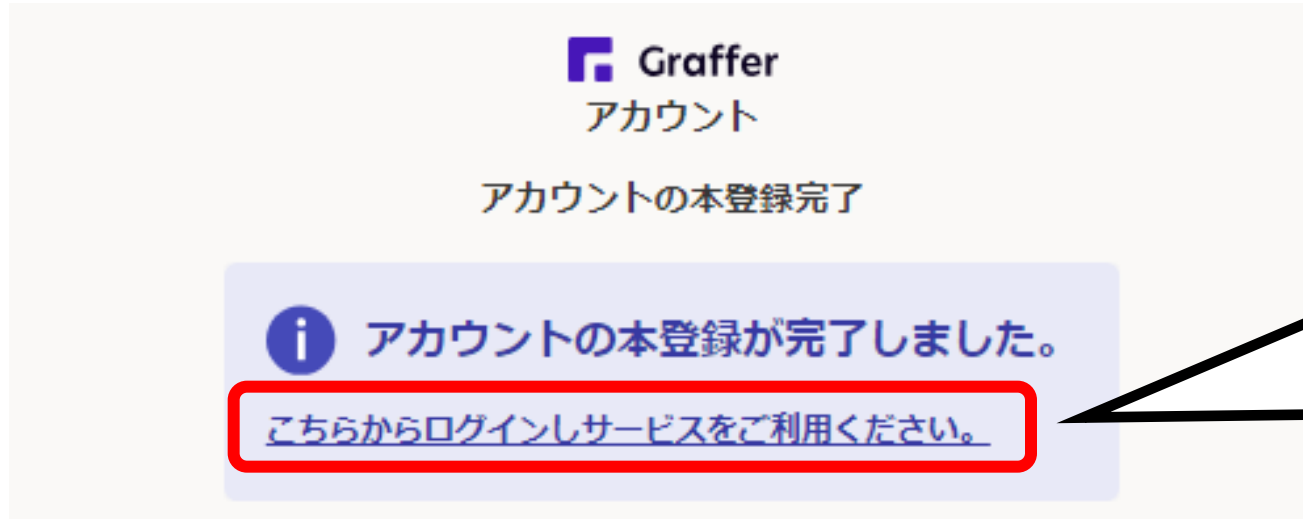 Graffer
アカウント
アカウントの本登録完了
アカウントの本登録が完了しました。
こちらからログインしサービスをご利用ください。